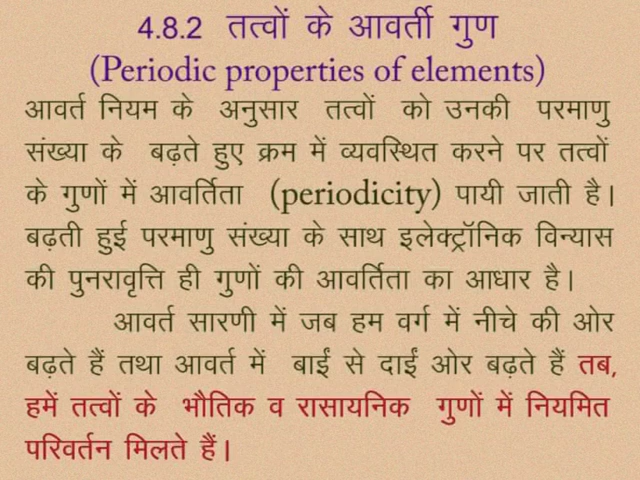 4.8.2 तत्वों के आवर्ती गुण
(Periodic properties of elements)
आवर्त नियम के अनुसार तत्वों को उनकी परमाणु
संख्या के बढ़ते हुए क्रम में व्यवस्थित करने पर तत्वों
के गुणों में आवर्तिता (periodicity) पायी जाती है।
बढ़ती हुई परमाणु संख्या के साथ इलेक्ट्रॉनिक विन्यास
की पुनरावृत्ति ही गुणों की आवर्तिता का आधार है।
आवर्त सारणी में जब हम वर्ग में नीचे की ओर
बढ़ते हैं तथा आवर्त में बाईं से दाईं ओर बढ़ते हैं तब,
हमें तत्वों के भौतिक व रासायनिक गुणों में नियमित
परिवर्तन मिलते हैं।